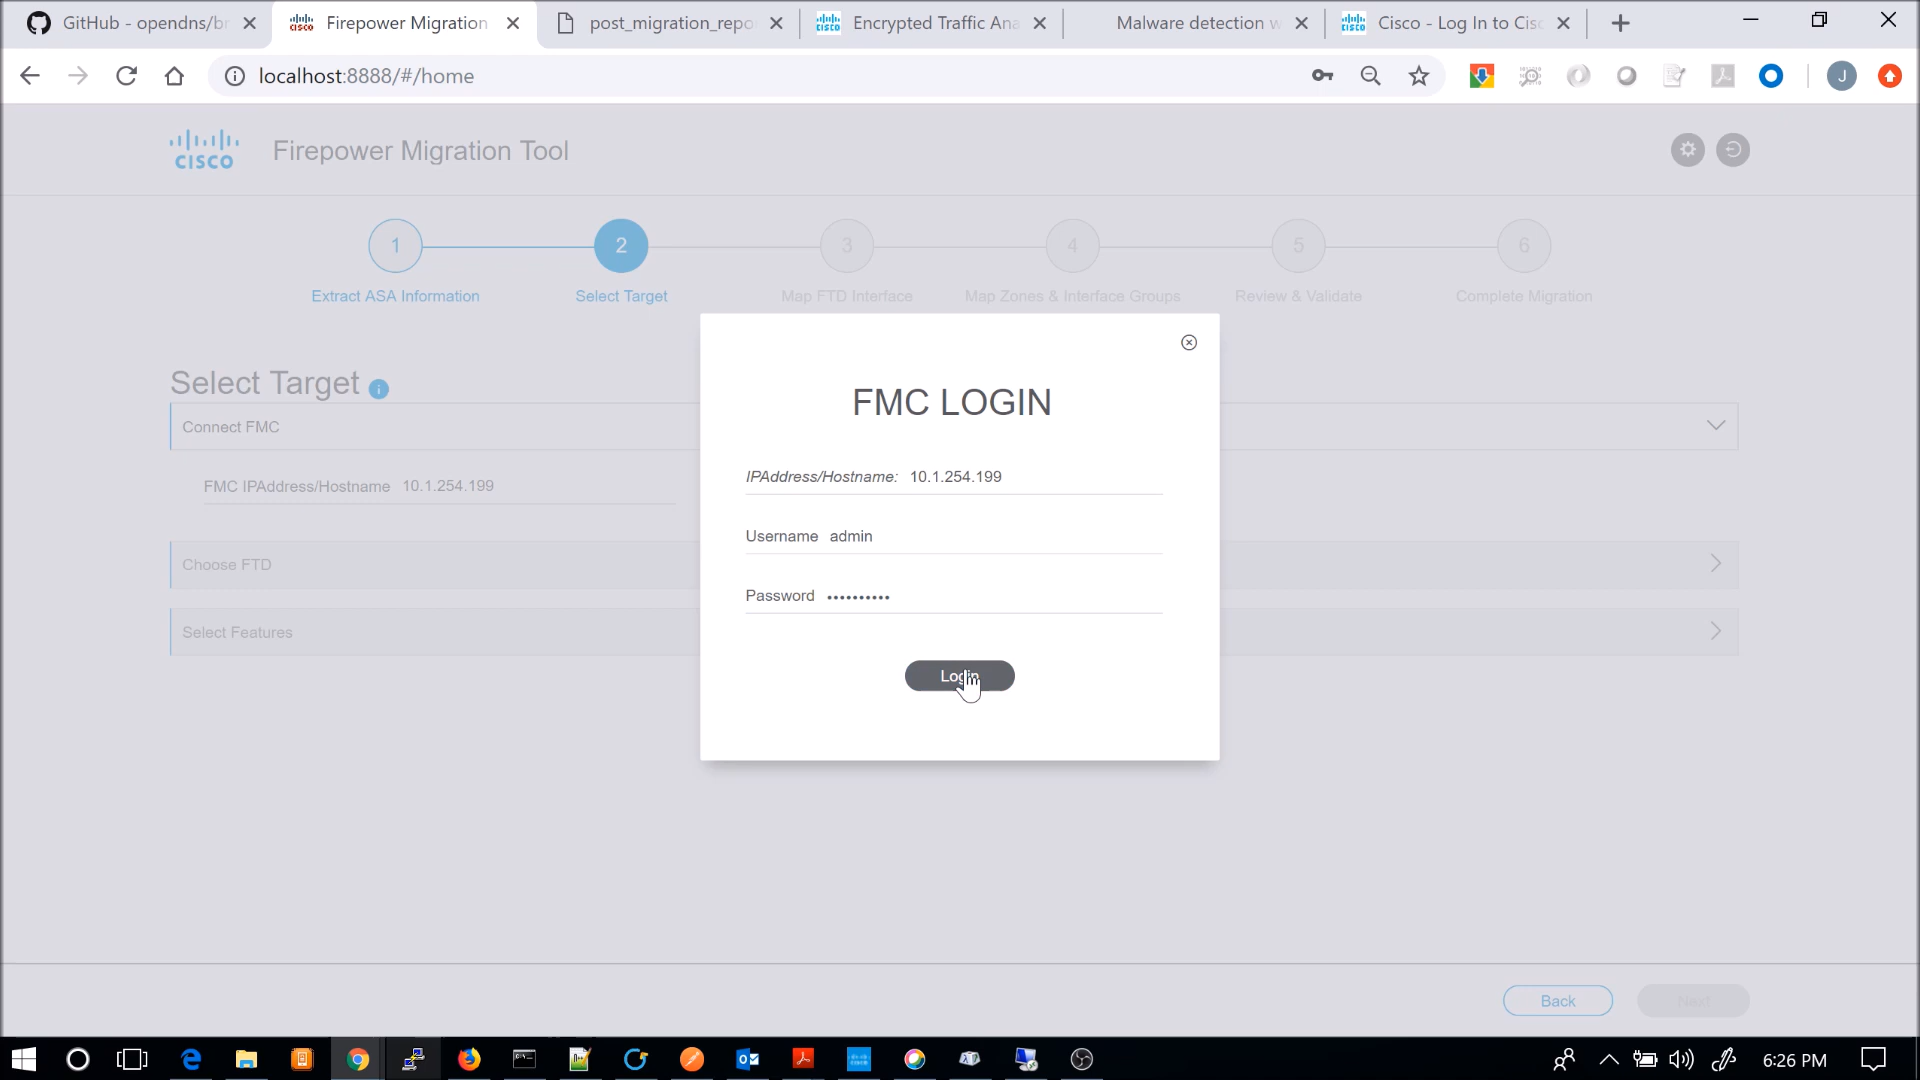 GitHub - opendns/br
Firepower Migration
post_migration_repo
Encrypted Traffic Ana
Malware detection w
Cisco - Log In to Cisc
localhost:8888/#/home
J
CISCO
Firepower Migration Tool
1
2
3
4
5
6
Extract ASA Information
Select Target
Map FTD Interface
Map Zones & Interface Groups
Review & Validate
Complete Migration
Select Target
Connect FMC
FMC IPAddress/Hostname 10.1.254.199
Choose FTD
Select Features
FMC LOGIN
IPAddress/Hostname: 10.1.254.199
Username admin
Password ••••••••••
Login
Back
Next
6:26 PM